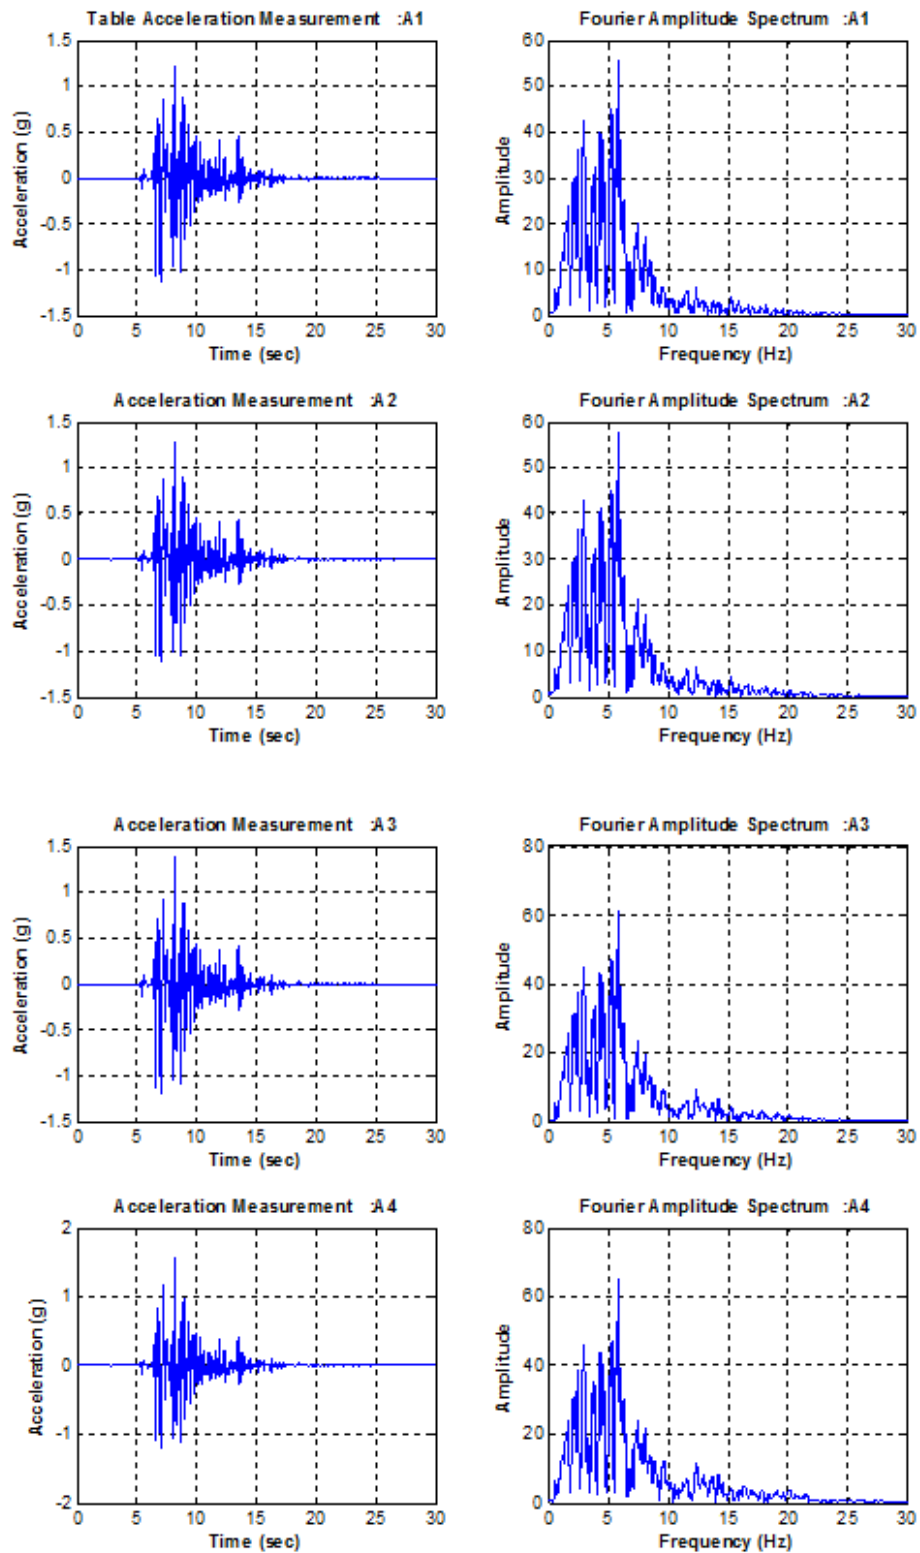 Table Acceleration Measurement :A1
1.5
1
0.5
0
-0.5
-1
-1.5
Acceleration (g)
0 5 10 15 20 25 30
Time (sec)
Fourier Amplitude Spectrum :A1
60
50
40
30
20
10
0
Amplitude
0 5 10 15 20 25 30
Frequency (Hz)
Acceleration Measurement :A2
1.5
1
0.5
0
-0.5
-1
-1.5
Acceleration (g)
0 5 10 15 20 25 30
Time (sec)
Fourier Amplitude Spectrum :A2
60
50
40
30
20
10
0
Amplitude
0 5 10 15 20 25 30
Frequency (Hz)
Acceleration Measurement :A3
1.5
1
0.5
0
-0.5
-1
-1.5
Acceleration (g)
0 5 10 15 20 25 30
Time (sec)
Fourier Amplitude Spectrum :A3
80
60
40
20
0
Amplitude
0 5 10 15 20 25 30
Frequency (Hz)
Acceleration Measurement :A4
2
1
0
-1
-2
Acceleration (g)
0 5 10 15 20 25 30
Time (sec)
Fourier Amplitude Spectrum :A4
80
60
40
20
0
Amplitude
0 5 10 15 20 25 30
Frequency (Hz)